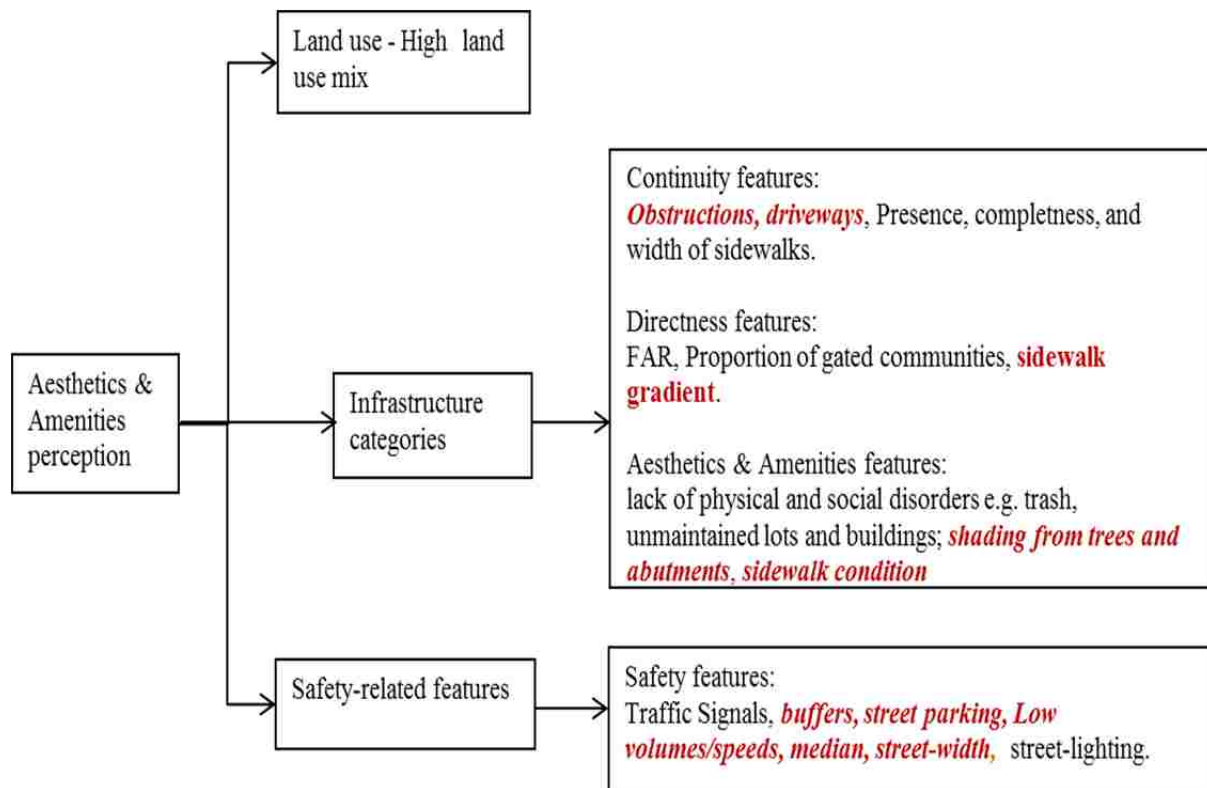 Land use - High land
use mix
Continuity features:
Obstructions, driveways, Presence, completness, and
width of sidewalks.
Directness features:
FAR, Proportion of gated communities, sidewalk
gradient.
Aesthetics & Amenities features:
lack of physical and social disorders e.g. trash,
unmaintained lots and buildings; shading from trees and
abutments, sidewalk condition
Aesthetics &
Amenities
perception
Infrastructure
categories
Safety-related features
Safety features:
Traffic Signals, buffers, street parking, Low
volumes/speeds, median, street-width, street-lighting.